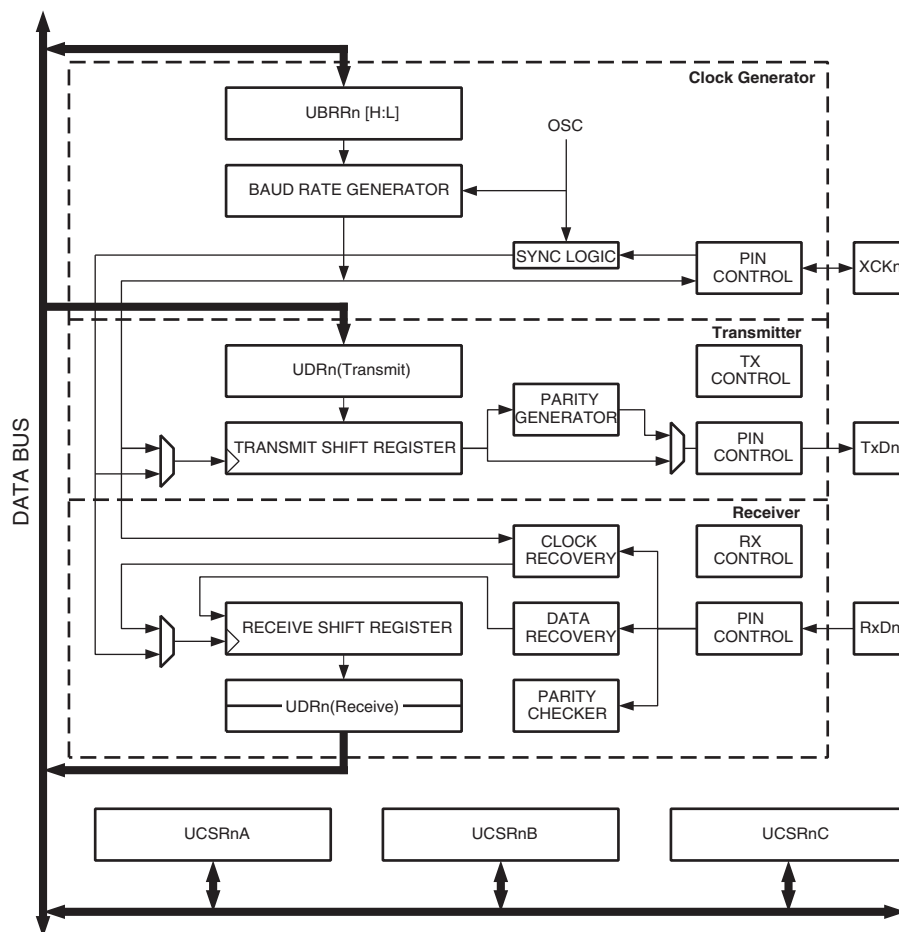 Clock Generator
UBRRn [H:L]
OSC
BAUD RATE GENERATOR
SYNC LOGIC
PIN
CONTROL
XCKn
Transmitter
UDRn(Transmit)
TX
CONTROL
PARITY
GENERATOR
TRANSMIT SHIFT REGISTER
PIN
CONTROL
TxDn
DATA BUS
Receiver
CLOCK
RECOVERY
RX
CONTROL
RECEIVE SHIFT REGISTER
DATA
RECOVERY
PIN
CONTROL
RxDn
UDRn(Receive)
PARITY
CHECKER
UCSRnA
UCSRnB
UCSRnC